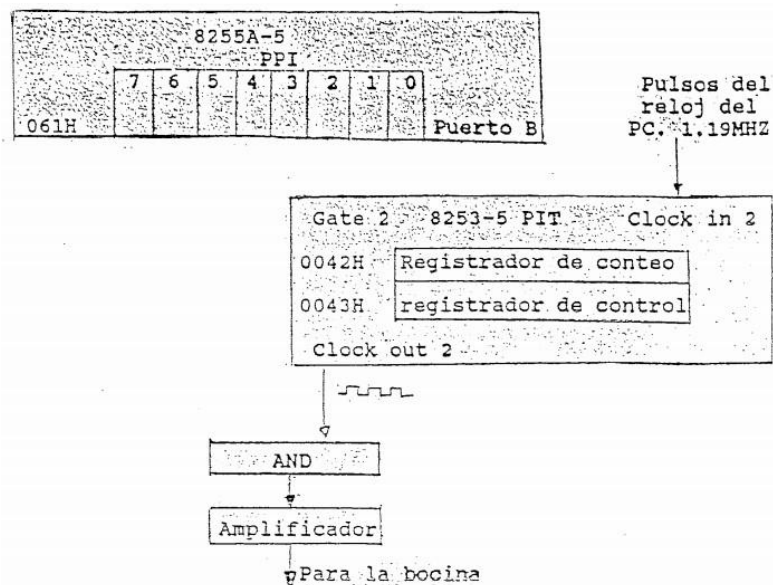 8255A-5
PPI
7 6 5 4 3 2 1 0
061H Puerto B
Pulsos del
reloj del
PC. 1.19MHZ
Gate 2 8253-5 PIT Clock in 2
0042H Registrador de conteo
0043H registrador de control
Clock out 2
AND
Amplificador
Para la bocina